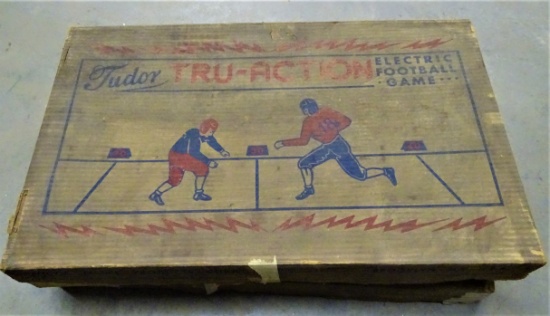 Tudor TRU-ACTION ELECTRIC
FOOTBALL
GAME...